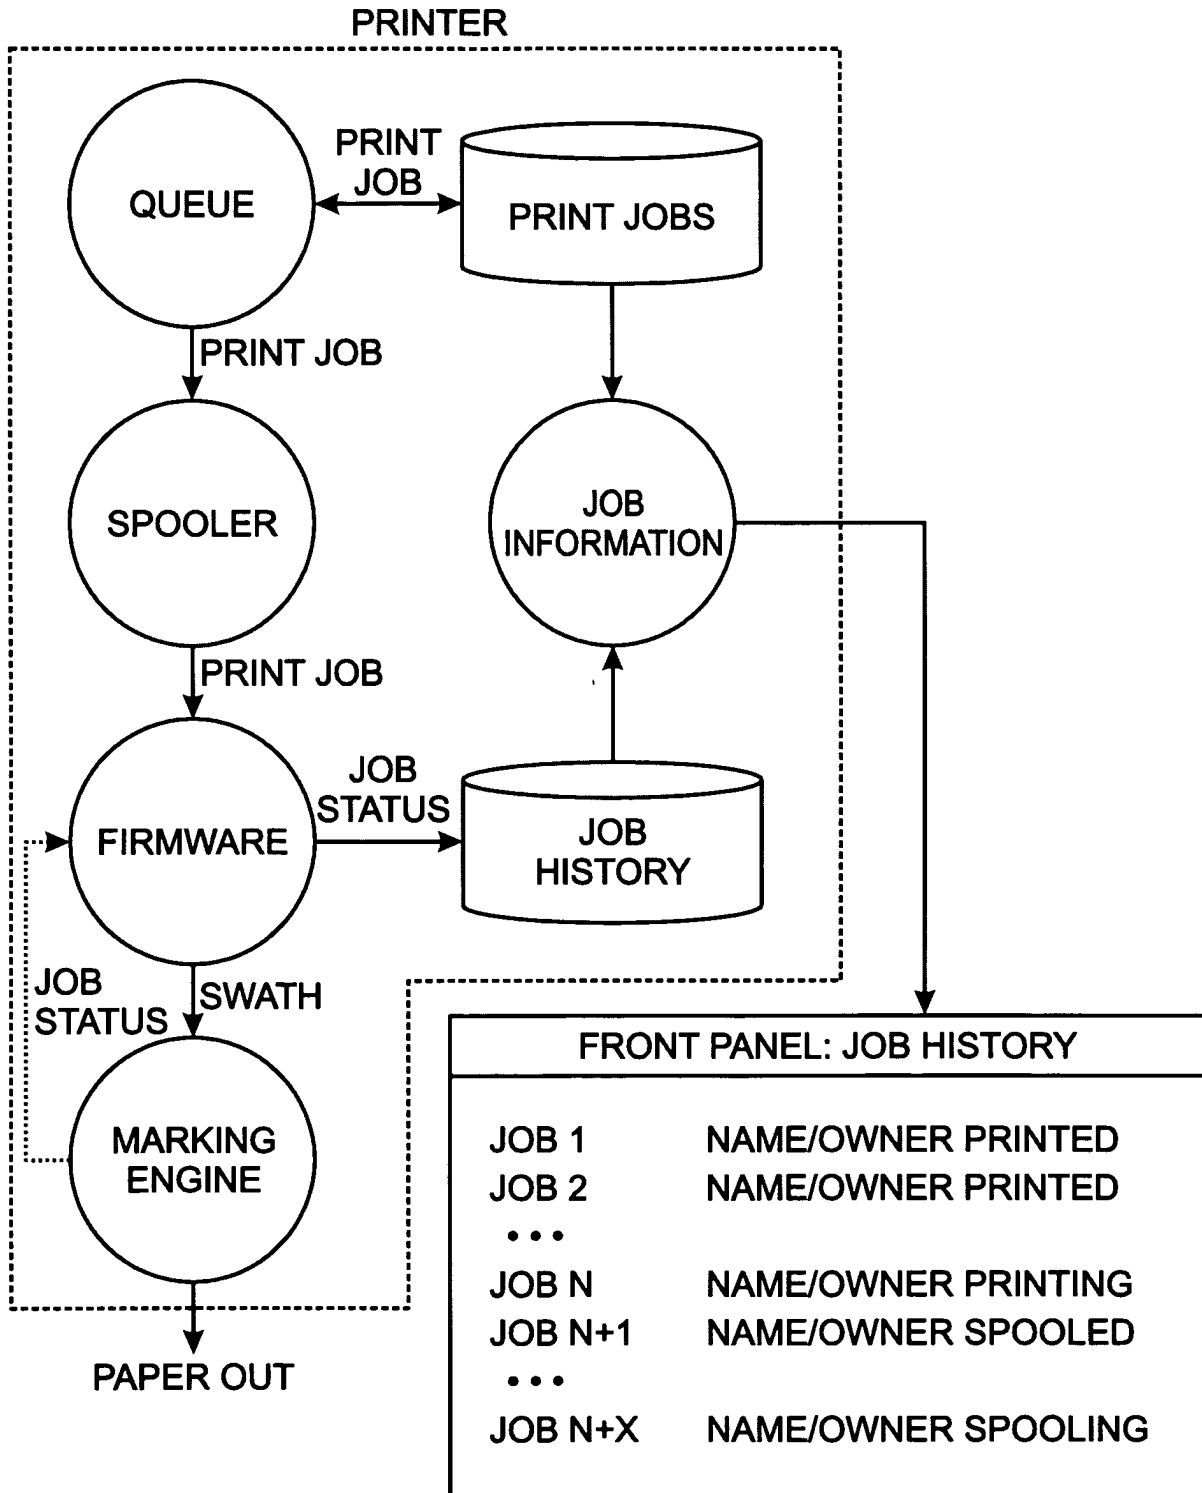 PRINTER
PRINT
JOB
QUEUE
PRINT JOBS
PRINT JOB
SPOOLER
JOB
INFORMATION
PRINT JOB
JOB
STATUS
FIRMWARE
JOB
HISTORY
JOB
STATUS
SWATH
MARKING
ENGINE
PAPER OUT
FRONT PANEL: JOB HISTORY
JOB 1 NAME/OWNER PRINTED
JOB 2 NAME/OWNER PRINTED
• • •
JOB N NAME/OWNER PRINTING
JOB N+1 NAME/OWNER SPOOLED
• • •
JOB N+X NAME/OWNER SPOOLING